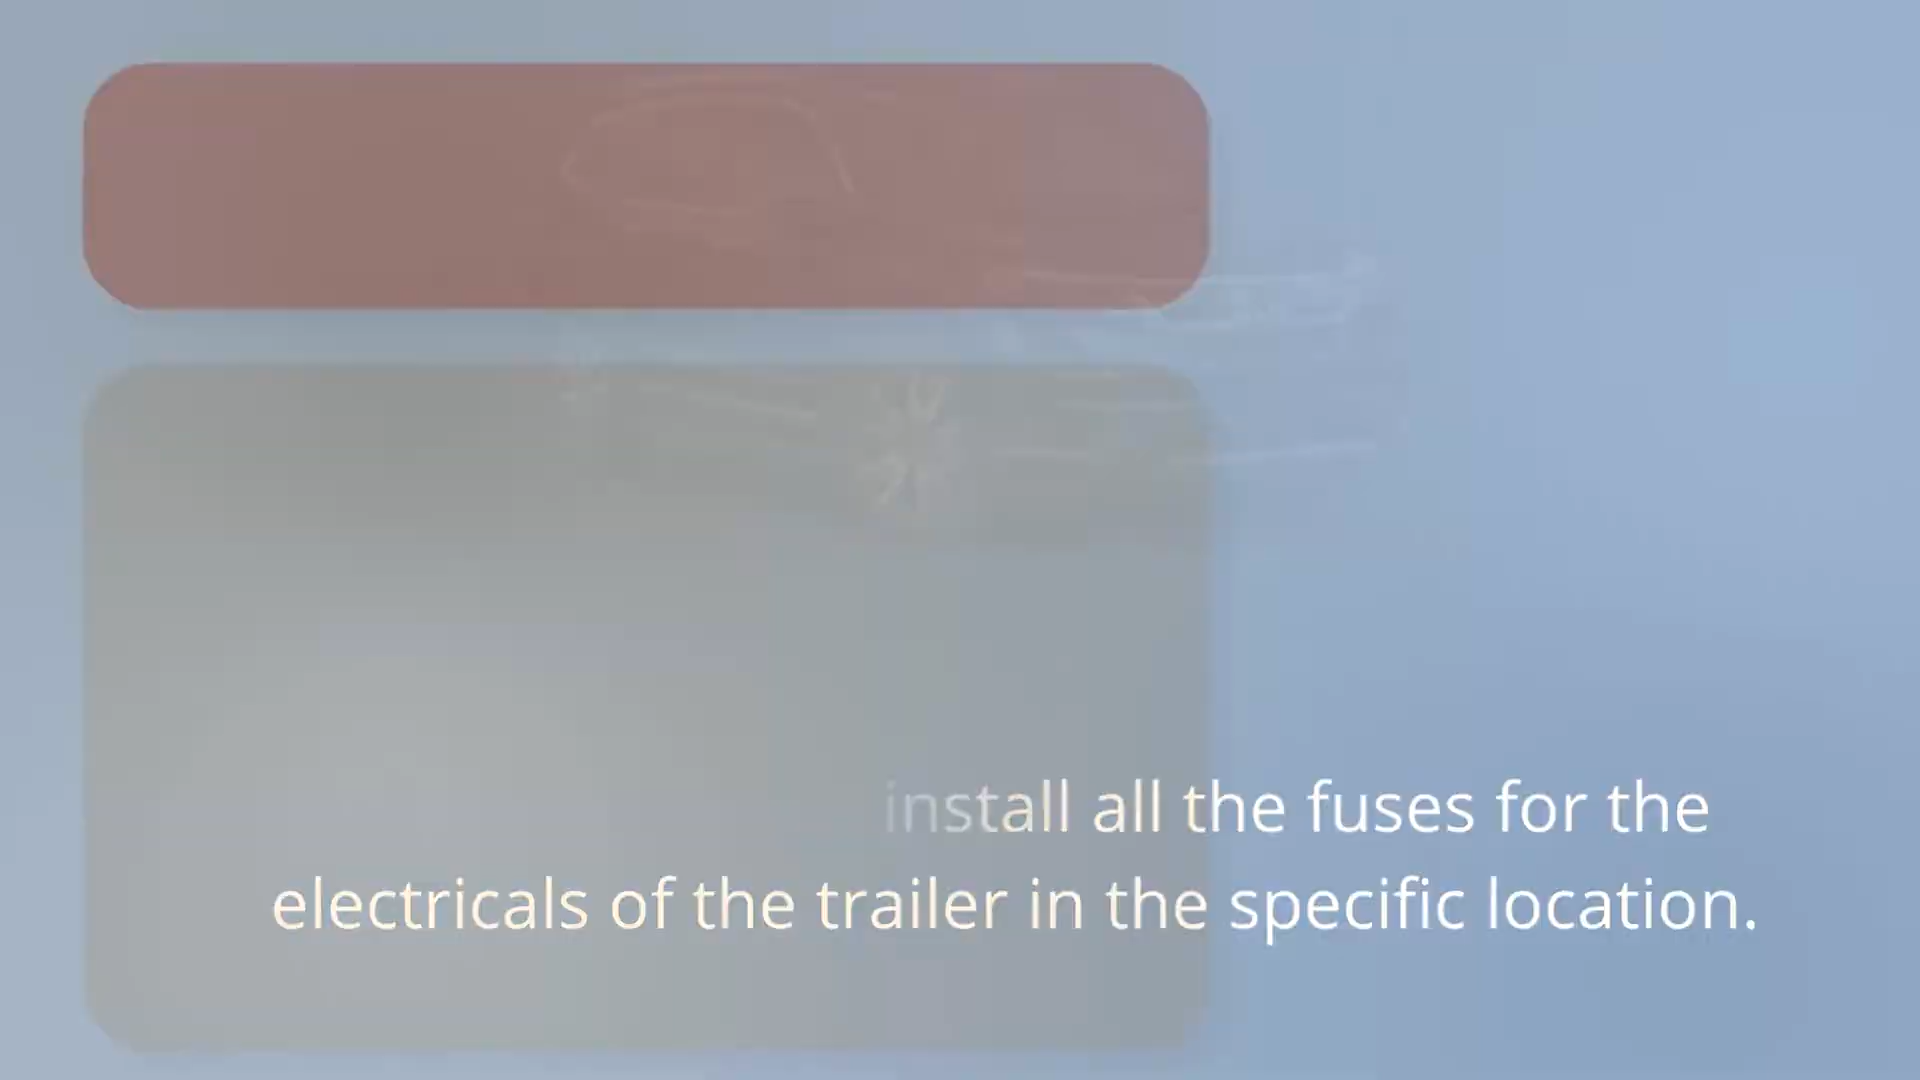 install all the fuses for the
electricals of the trailer in the specific location.